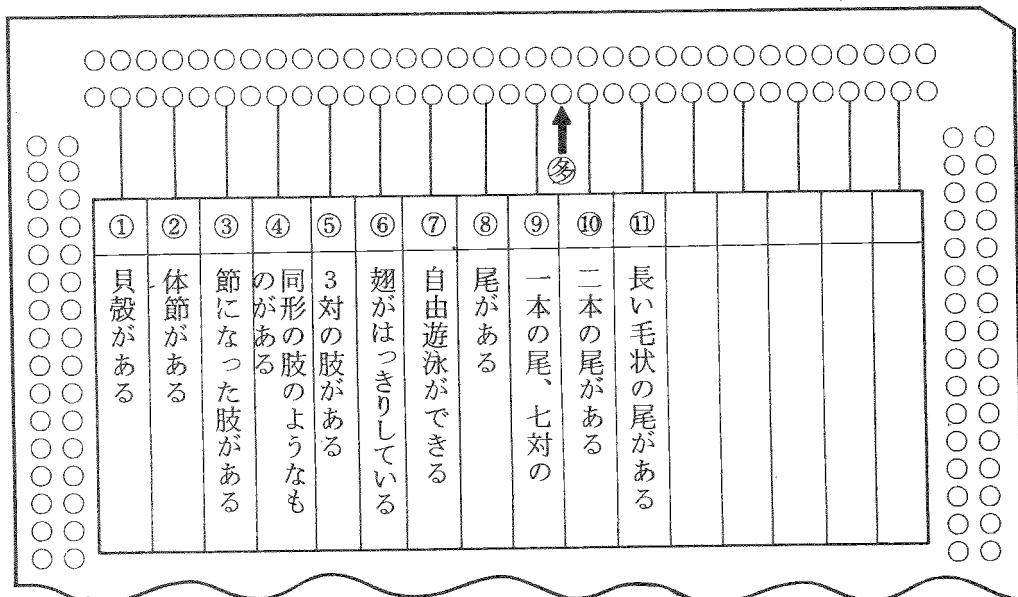 多
①
貝殻がある
②
体節がある
③
節になった肢がある
④
同形の肢のようなも
のがある
⑤
3対の肢がある
⑥
翅がはっきりしている
⑦
自由遊泳ができる
⑧
尾がある
⑨
一本の尾、七対の
⑩
二本の尾がある
⑪
長い毛状の尾がある